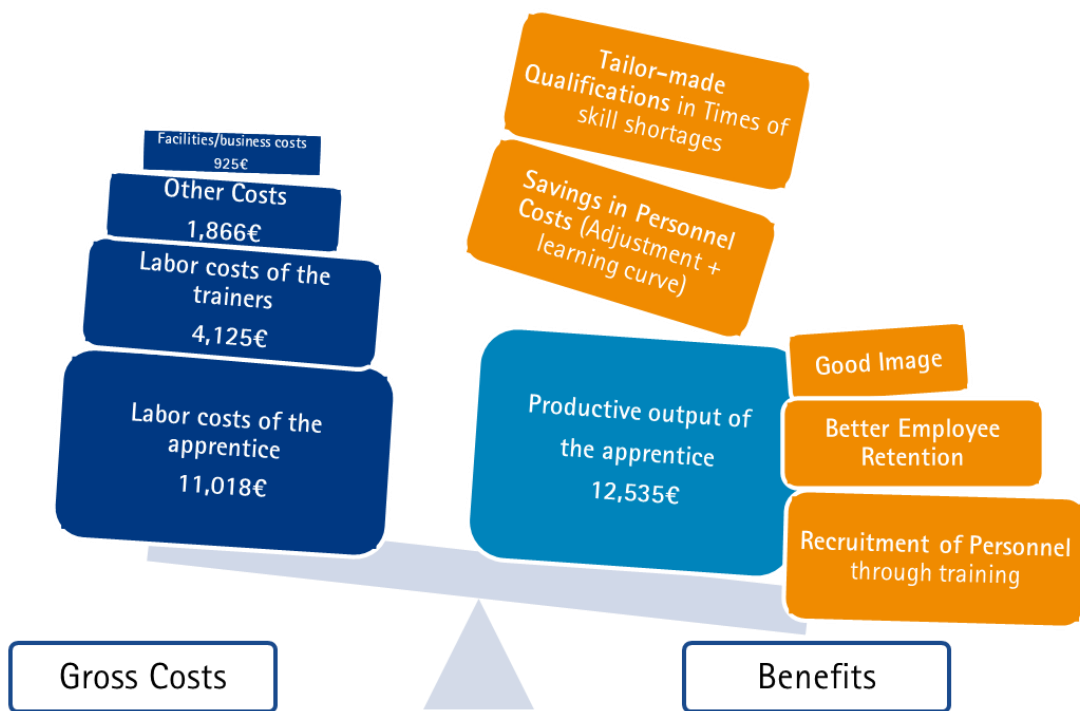 Facilities/business costs
925€
Other Costs
1,866€
Labor costs of the
trainers
4,125€
Labor costs of the
apprentice
11,018€
Gross Costs
Tailor-made
Qualifications in Times of
skill shortages
Savings in Personnel
Costs (Adjustment +
learning curve)
Productive output of
the apprentice
12,535€
Good Image
Better Employee
Retention
Recruitment of Personnel
through training
Benefits